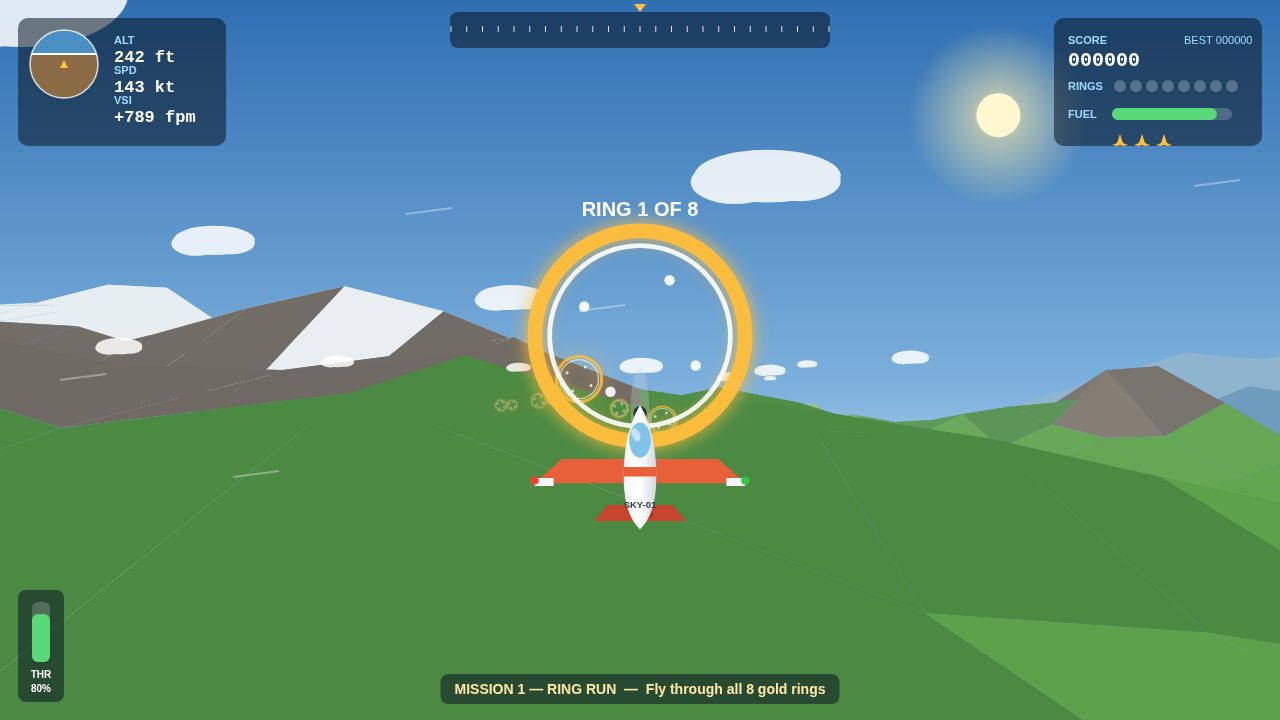 ALT
242 ft
SPD
143 kt
VSI
+789 fpm
SCORE BEST 000000
000000
RINGS
FUEL
RING 1 OF 8
SKY-01
THR
80%
MISSION 1 — RING RUN — Fly through all 8 gold rings